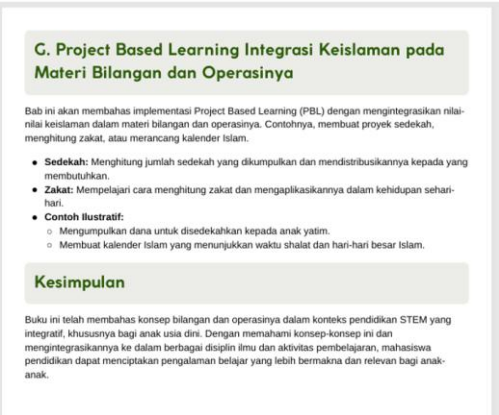 G. Project Based Learning Integrasi Keislaman pada
Materi Bilangan dan Operasinya
Bab ini akan membahas implementasi Project Based Learning (PBL) dengan mengintegrasikan nilai-
nilai keislaman dalam materi bilangan dan operasinya. Contohnya, membuat proyek sedekah,
menghitung zakat, atau merancang kalender Islam.
• Sedekah: Menghitung jumlah sedekah yang dikumpulkan dan mendistribusikannya kepada yang
membutuhkan.
• Zakat: Mempelajari cara menghitung zakat dan mengaplikasikannya dalam kehidupan sehari-
hari.
• Contoh Ilustratif:
○ Mengumpulkan dana untuk disedekahkan kepada anak yatim.
○ Membuat kalender Islam yang menunjukkan waktu shalat dan hari-hari besar Islam.
Kesimpulan
Buku ini telah membahas konsep bilangan dan operasinya dalam konteks pendidikan STEM yang
integratif, khususnya bagi anak usia dini. Dengan memahami konsep-konsep ini dan
mengintegrasikannya ke dalam berbagai disiplin ilmu dan aktivitas pembelajaran, mahasiswa
pendidikan dapat menciptakan pengalaman belajar yang lebih bermakna dan relevan bagi anak-
anak.